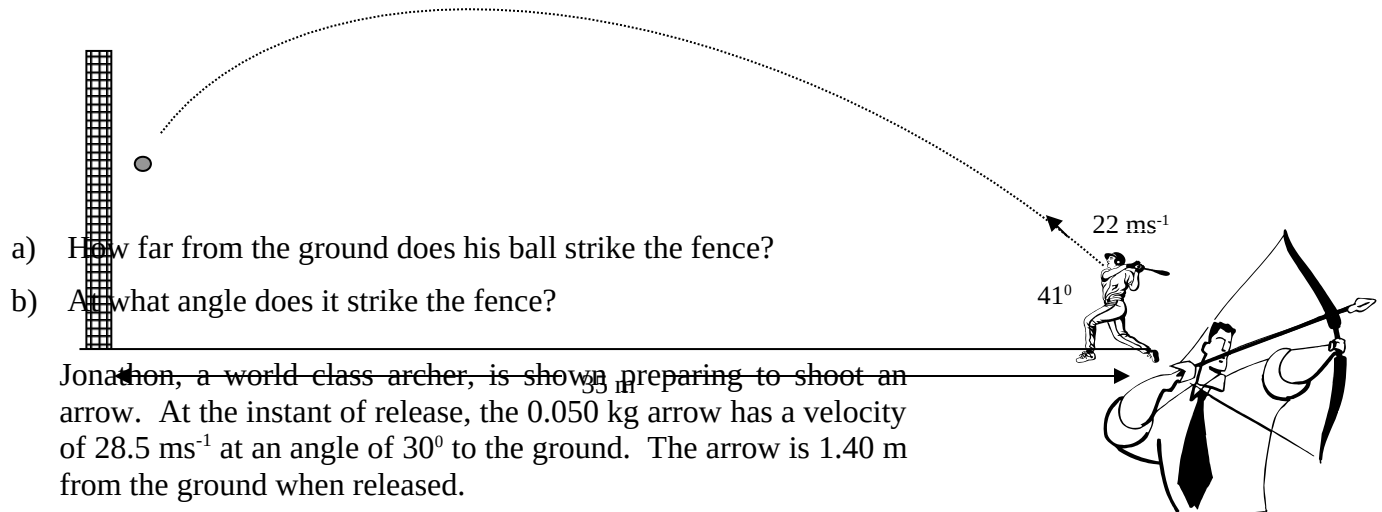 22 ms-1
a) How far from the ground does his ball strike the fence?
410
b) At what angle does it strike the fence?
Jonathon, a world class archer, is shown preparing to shoot an
35 m
arrow. At the instant of release, the 0.050 kg arrow has a velocity
of 28.5 ms-1 at an angle of 300 to the ground. The arrow is 1.40 m
from the ground when released.